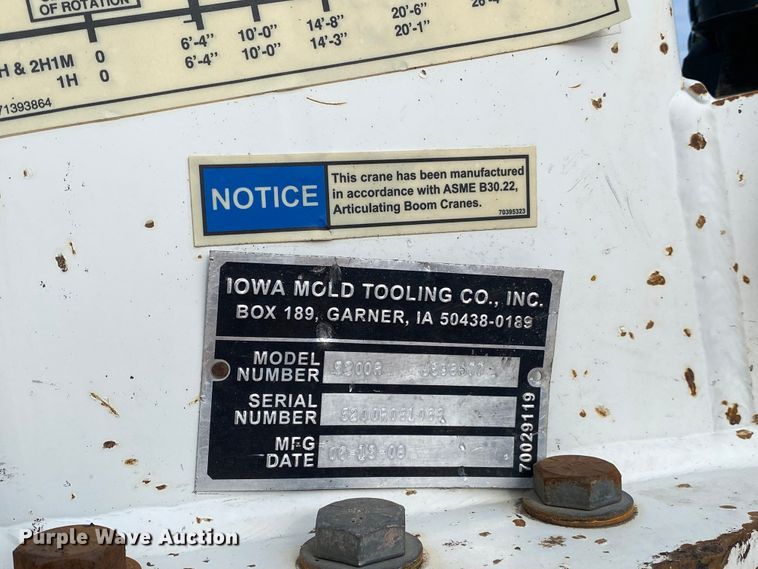 OF ROTATION
H & 2H1M 0 6'-4" 10'-0" 14'-8" 20'-6"
1H 0 6'-4" 10'-0" 14'-3" 20'-1"
71393864
NOTICE
This crane has been manufactured
in accordance with ASME B30.22,
Articulating Boom Cranes.
70395323
IOWA MOLD TOOLING CO., INC.
BOX 189, GARNER, IA 50438-0189
MODEL
NUMBER
SERIAL
NUMBER
MFG
DATE
70029119
Purple Wave Auction